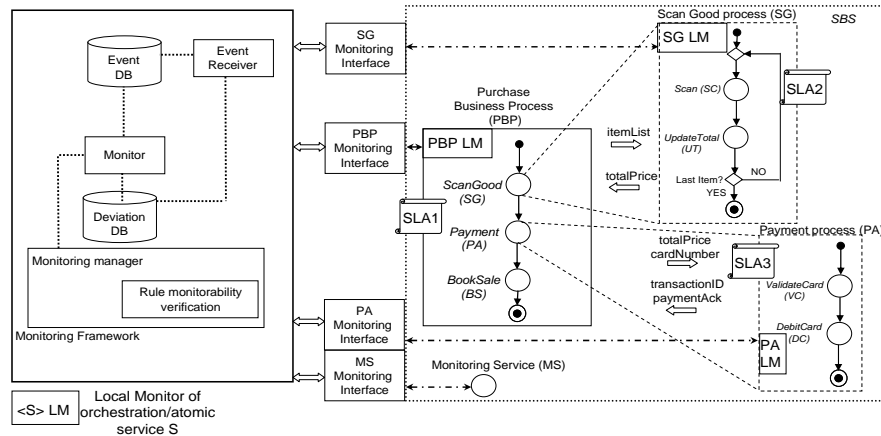 Scan Good process (SG)
SBS
SG
Monitoring
Interface
SG LM
Event
DB
Event
Receiver
Scan (SC)
SLA2
Purchase
Business Process
(PBP)
itemList
UpdateTotal
(UT)
Monitor
PBP
Monitoring
Interface
PBP LM
totalPrice
Last Item?
NO
YES
ScanGood
(SG)
Deviation
DB
SLA1
Payment
(PA)
Payment process (PA)
totalPrice
cardNumber
SLA3
Monitoring manager
Rule monitorability
verification
BookSale
(BS)
transactionID
paymentAck
ValidateCard
(VC)
Monitoring Framework
PA
Monitoring
Interface
DebitCard
(DC)
PA
LM
MS
Monitoring
Interface
Monitoring Service (MS)
<S> LM
Local Monitor of
orchestration/atomic
service S